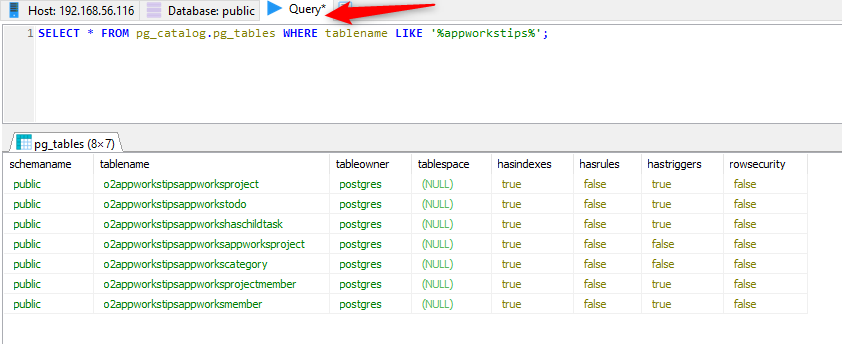 Host: 192.168.56.116 Database: public Query*
1 SELECT * FROM pg_catalog.pg_tables WHERE tablename LIKE '%appworkstips%';
pg_tables (8×7)
schemaname tablename tableowner tablespace hasindexes hasrules hastriggers rowsecurity
public o2appworkstipsappworksproject postgres (NULL) true false true false
public o2appworkstipsappworkstodo postgres (NULL) true false true false
public o2appworkstipsappworkshaschildtask postgres (NULL) true false true false
public o2appworkstipsappworksappworksproject postgres (NULL) true false false false
public o2appworkstipsappworkscategory postgres (NULL) true false false false
public o2appworkstipsappworksprojectmember postgres (NULL) true false true false
public o2appworkstipsappworksmember postgres (NULL) true false true false